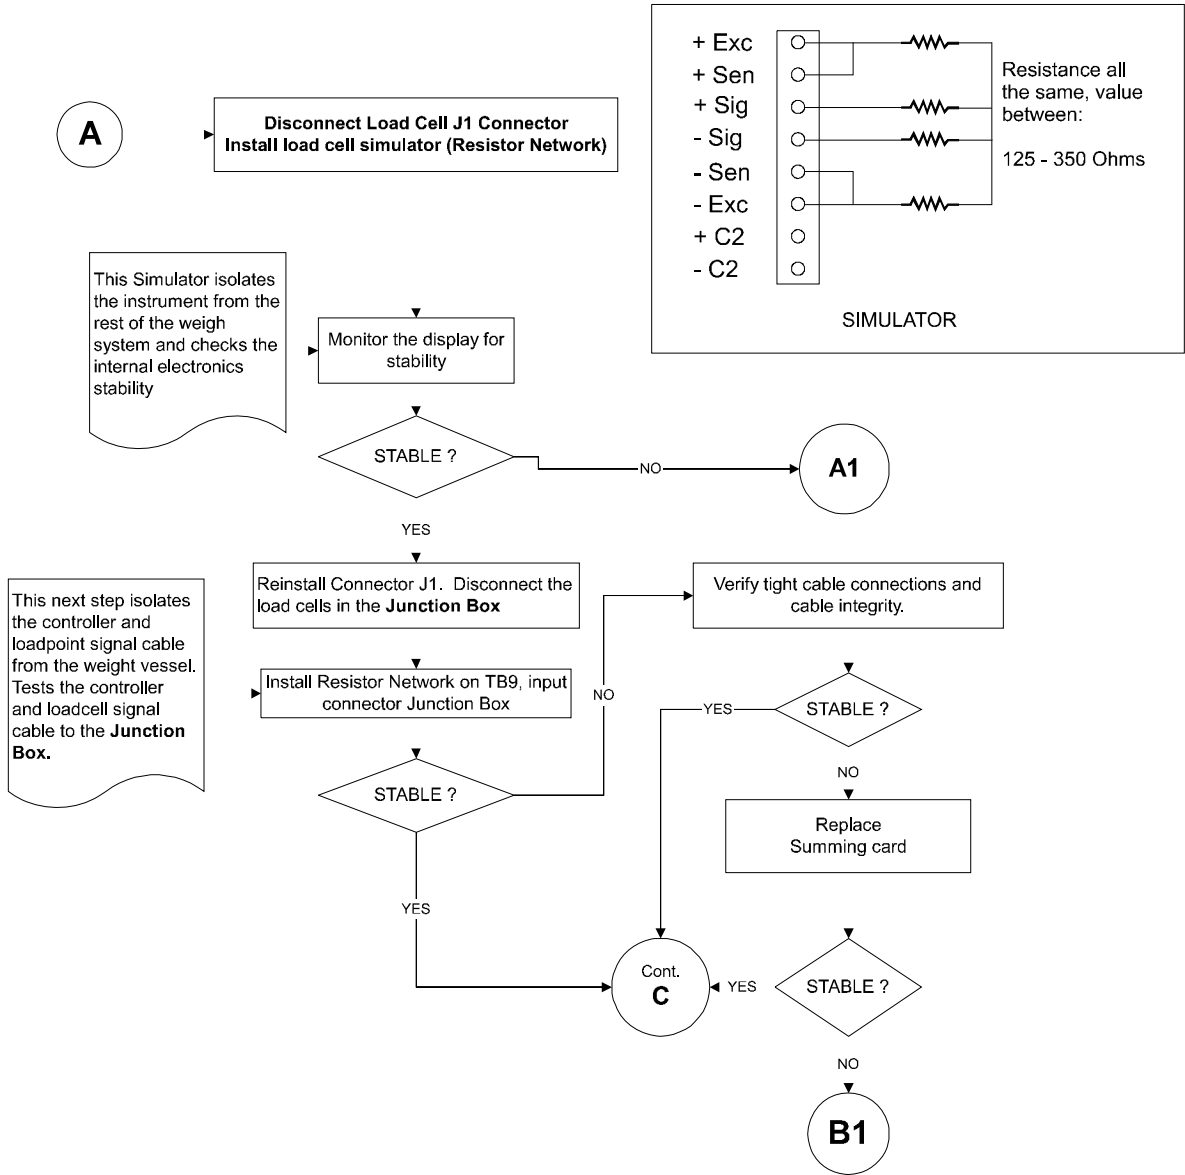 A
Disconnect Load Cell J1 Connector
Install load cell simulator (Resistor Network)
+ Exc
+ Sen
+ Sig
- Sig
- Sen
- Exc
+ C2
- C2
Resistance all
the same, value
between:
125 - 350 Ohms
SIMULATOR
This Simulator isolates
the instrument from the
rest of the weigh
system and checks the
internal electronics
stability
Monitor the display for
stability
STABLE ?
NO
A1
YES
Reinstall Connector J1. Disconnect the
load cells in the Junction Box
This next step isolates
the controller and
loadpoint signal cable
from the weight vessel.
Tests the controller
and loadcell signal
cable to the Junction
Box.
Install Resistor Network on TB9, input
connector Junction Box
STABLE ?
NO
YES
Verify tight cable connections and
cable integrity.
STABLE ?
YES
NO
Replace
Summing card
STABLE ?
YES
Cont.
C
NO
B1